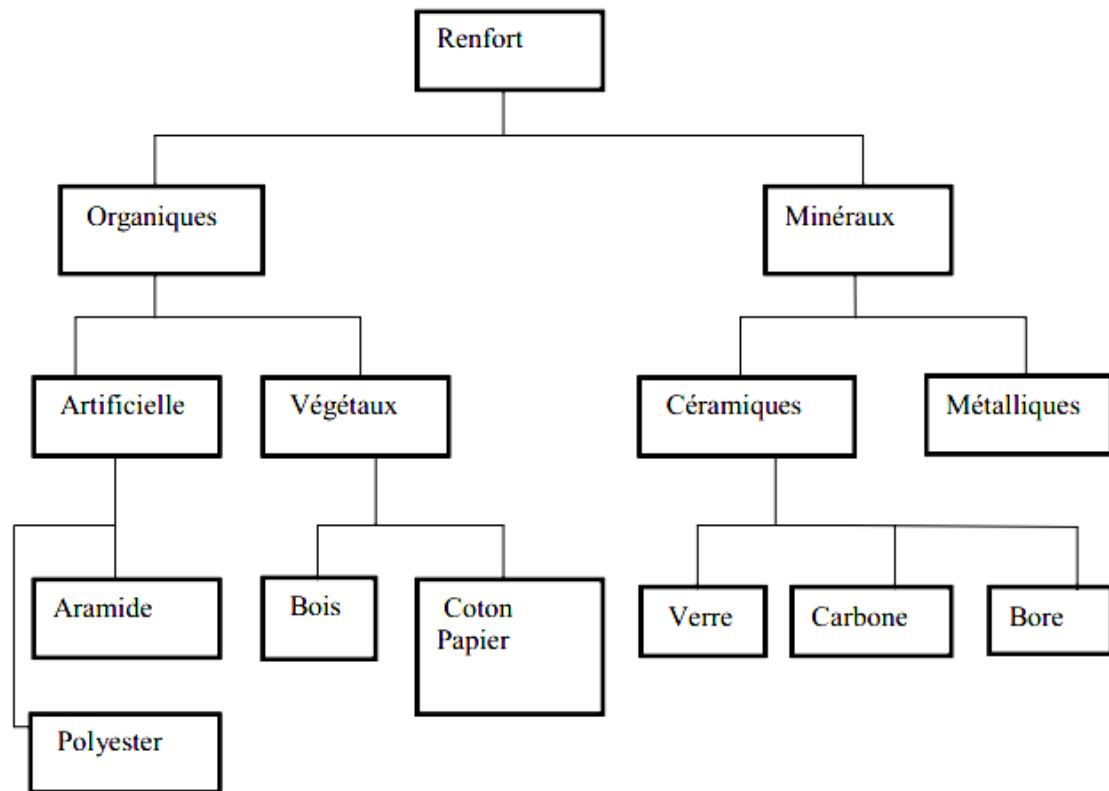 Renfort
Organiques
Minéraux
Artificielle
Végétaux
Céramiques
Métalliques
Aramide
Bois
Coton
Papier
Verre
Carbone
Bore
Polyester